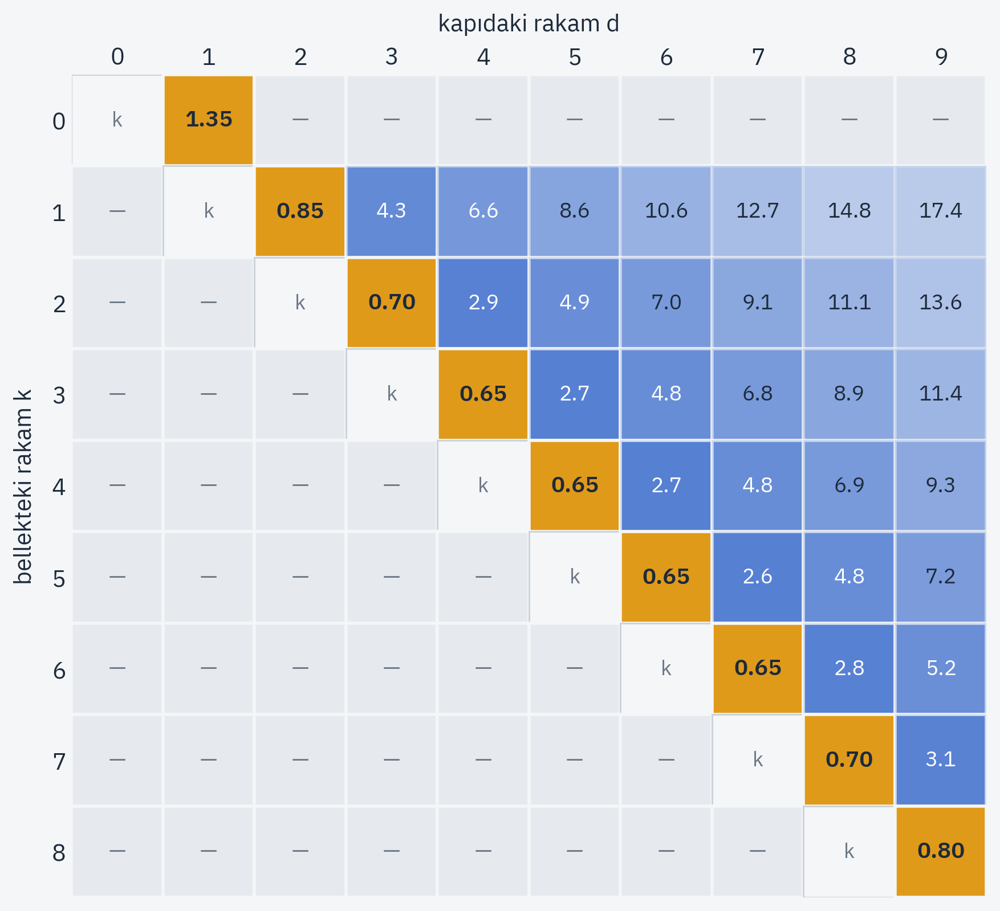 kapıdaki rakam d
0 1 2 3 4 5 6 7 8 9
0 k 1.35 — — — — — — — —
1 — k 0.85 4.3 6.6 8.6 10.6 12.7 14.8 17.4
2 — — k 0.70 2.9 4.9 7.0 9.1 11.1 13.6
3 — — — k 0.65 2.7 4.8 6.8 8.9 11.4
4 — — — — k 0.65 2.7 4.8 6.9 9.3
5 — — — — — k 0.65 2.6 4.8 7.2
6 — — — — — — k 0.65 2.8 5.2
7 — — — — — — — k 0.70 3.1
8 — — — — — — — — k 0.80
bellekteki rakam k